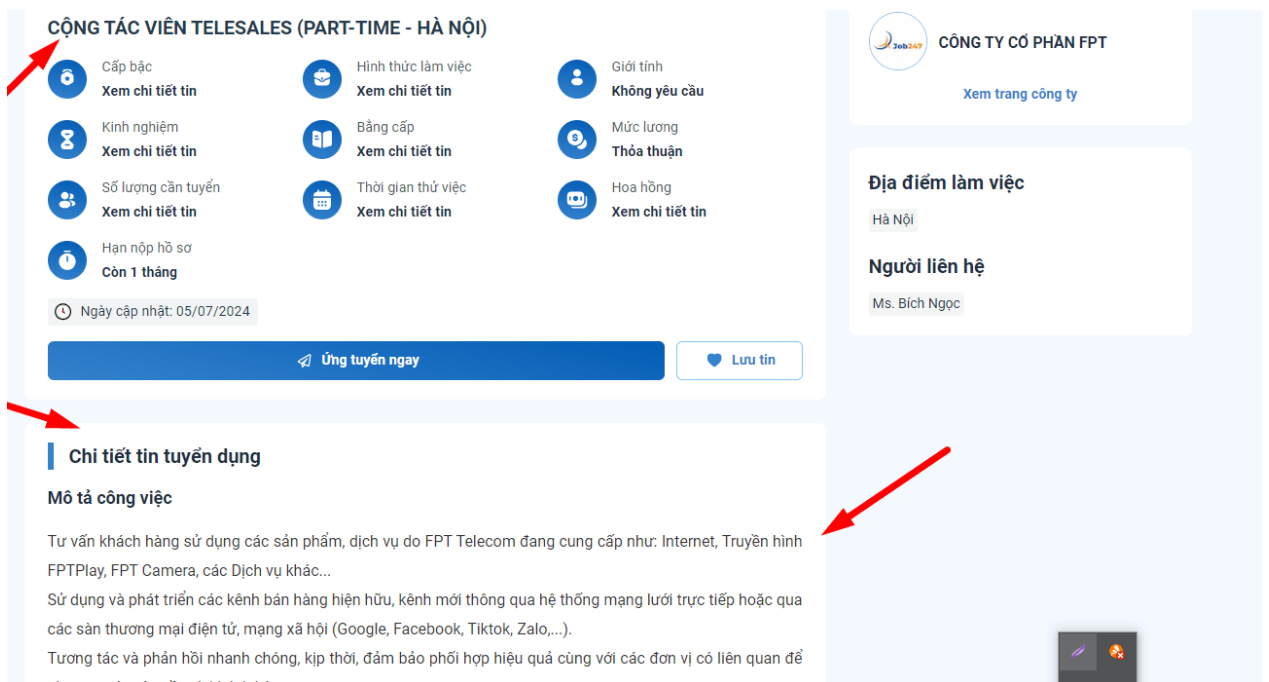 CỘNG TÁC VIÊN TELESALES (PART-TIME - HÀ NỘI)
Cấp bậc
Xem chi tiết tin
Hình thức làm việc
Xem chi tiết tin
Giới tính
Không yêu cầu
Kinh nghiệm
Xem chi tiết tin
Bằng cấp
Xem chi tiết tin
Mức lương
Thỏa thuận
Số lượng cần tuyển
Xem chi tiết tin
Thời gian thử việc
Xem chi tiết tin
Hoa hồng
Xem chi tiết tin
Hạn nộp hồ sơ
Còn 1 tháng
Ngày cập nhật: 05/07/2024
Ứng tuyển ngay
Lưu tin
Job247
CÔNG TY CỔ PHẦN FPT
Xem trang công ty
Địa điểm làm việc
Hà Nội
Người liên hệ
Ms. Bích Ngọc
Chi tiết tin tuyển dụng
Mô tả công việc
Tư vấn khách hàng sử dụng các sản phẩm, dịch vụ do FPT Telecom đang cung cấp như: Internet, Truyền hình
FPTPlay, FPT Camera, các Dịch vụ khác...
Sử dụng và phát triển các kênh bán hàng hiện hữu, kênh mới thông qua hệ thống mạng lưới trực tiếp hoặc qua
các sàn thương mại điện tử, mạng xã hội (Google, Facebook, Tiktok, Zalo,...).
Tương tác và phản hồi nhanh chóng, kịp thời, đảm bảo phối hợp hiệu quả cùng với các đơn vị có liên quan để